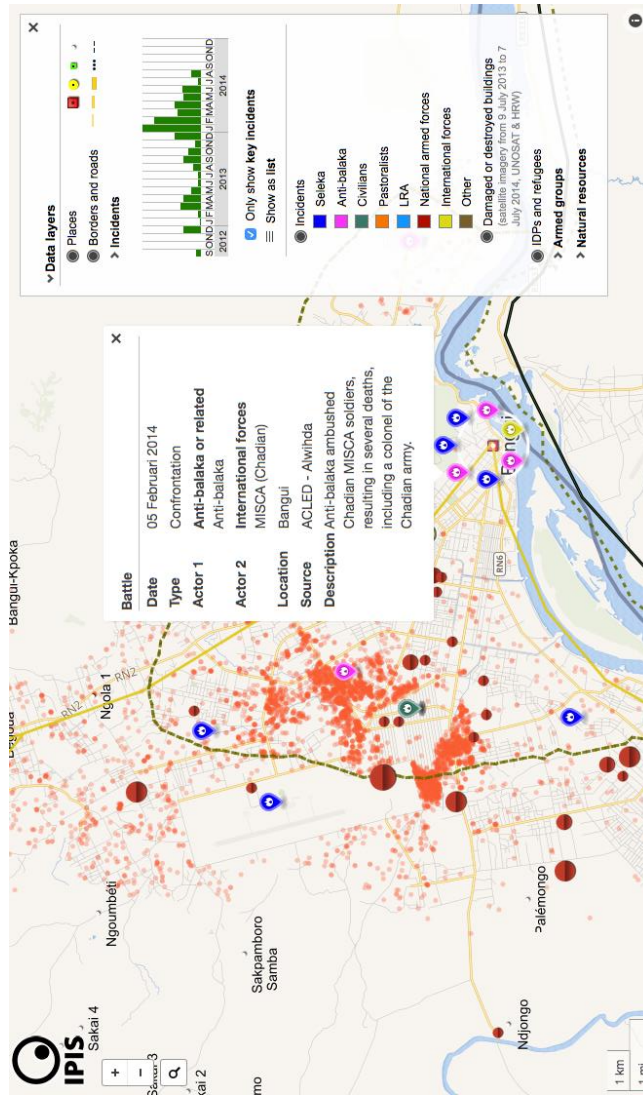 IPIS
Sakai 4
Ngoumbéti
Ngola 1
RN2
RN2
Bangui-Kpoka
Sakpamboro
Samba
Palémongo
Ndjongo
RN6
1 km
Battle
Date 05 Februari 2014
Type Confrontation
Actor 1 Anti-balaka or related
Anti-balaka
Actor 2 International forces
MISCA (Chadian)
Location Bangui
Source ACLED - Alwihda
Description Anti-balaka ambushed
Chadian MISCA soldiers,
resulting in several deaths,
including a colonel of the
Chadian army.
Data layers
Places
Borders and roads
Incidents
S O N D J F M A M J J A S O N D J F M A M J J A S O N D
2012 2013 2014
Only show key incidents
Show as list
Incidents
Seleka
Anti-balaka
Civilians
Pastoralists
LRA
National armed forces
International forces
Other
Damaged or destroyed buildings
(satellite imagery from 9 July 2013 to 7
July 2014, UNOSAT & HRW)
IDPs and refugees
Armed groups
Natural resources